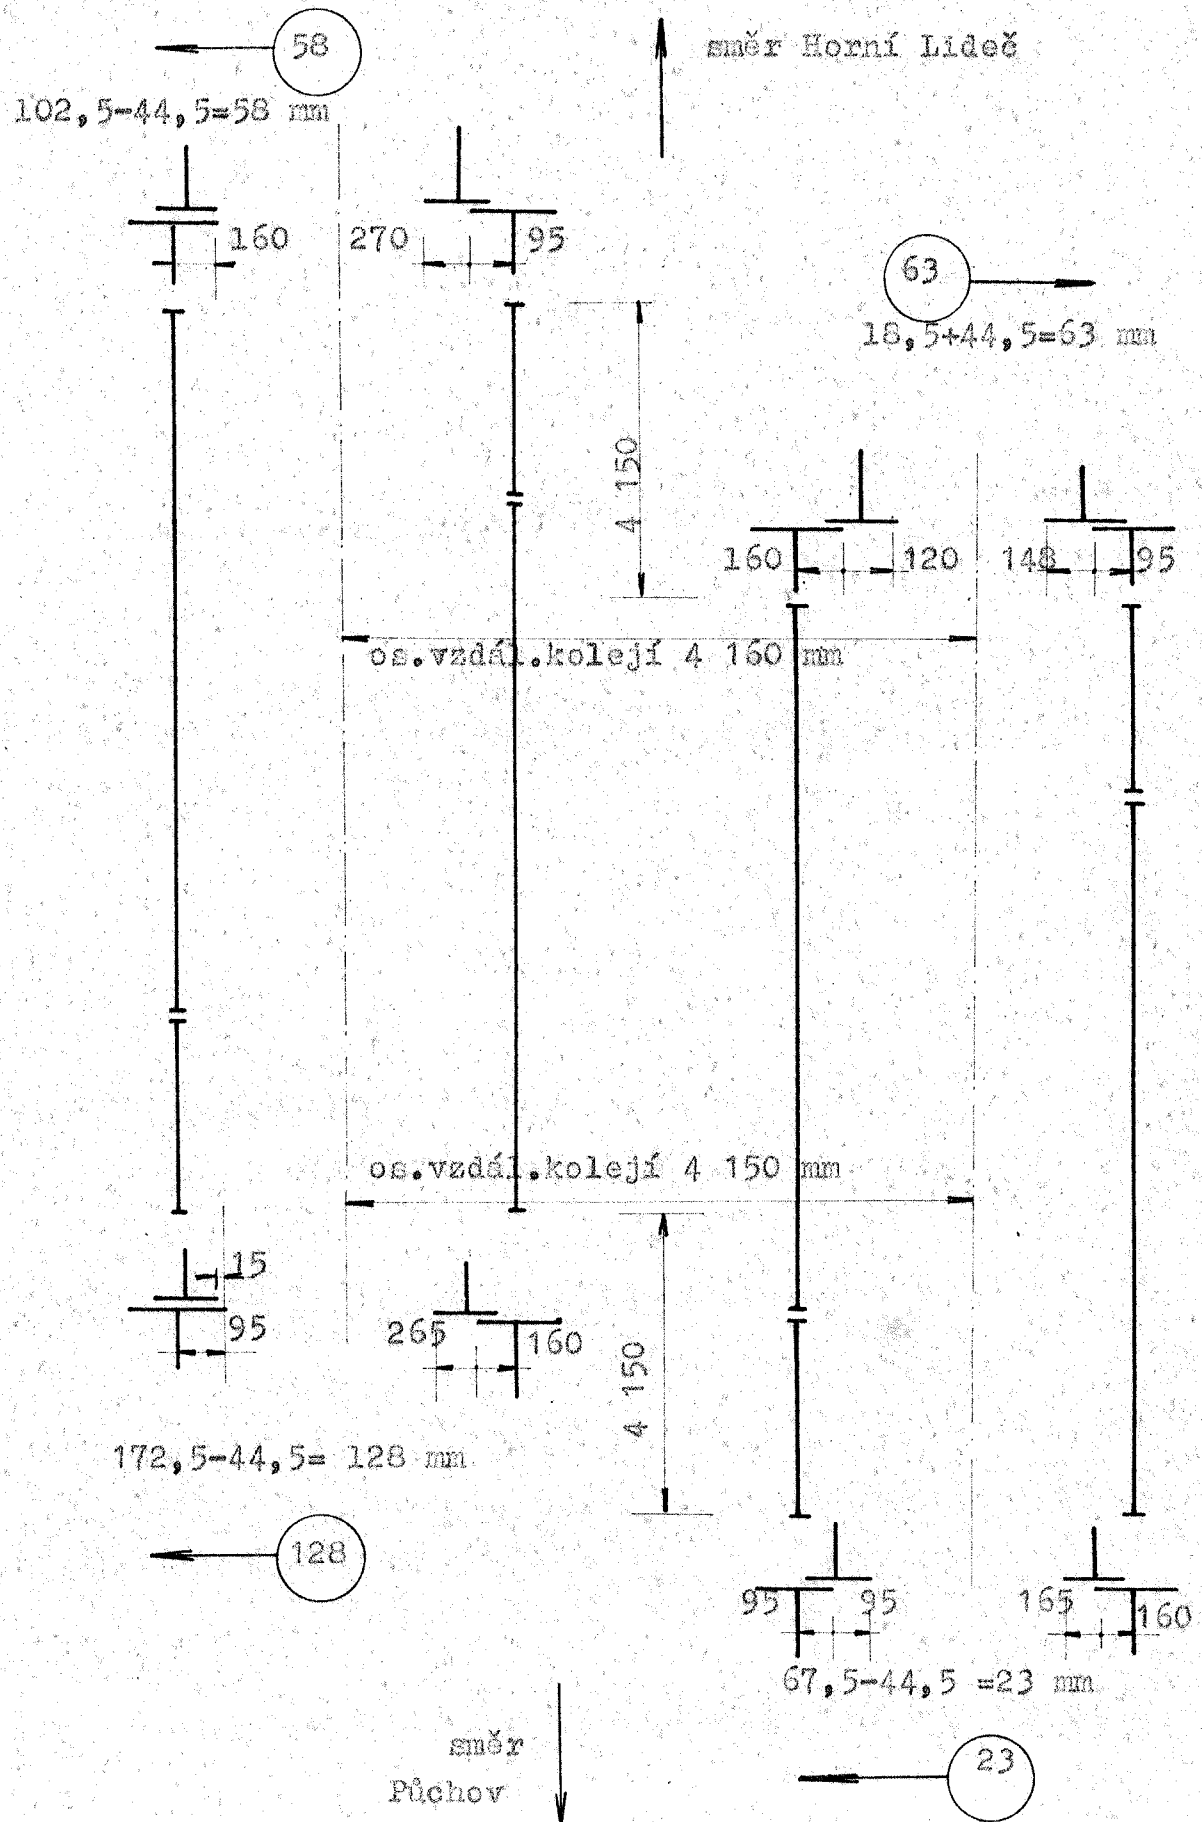 58
směr Horní Lideč
102,5-44,5=58 mm
160
270
95
63
18,5+44,5=63 mm
4 150
160
120
148
95
os.vzdál.kolejí 4 160 mm
os.vzdál.kolejí 4 150 mm
15
95
265
160
4 150
172,5-44,5= 128 mm
128
95
95
165
160
67,5-44,5 =23 mm
směr
Půchov
23